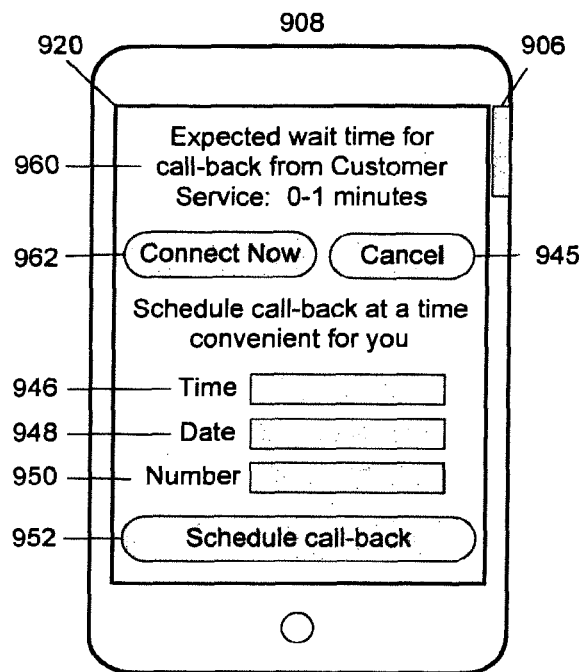 908
920
906
Expected wait time for
960
call-back from Customer
Service: 0-1 minutes
962
Connect Now
Cancel
945
Schedule call-back at a time
convenient for you
946
Time
948
Date
950
Number
952
Schedule call-back